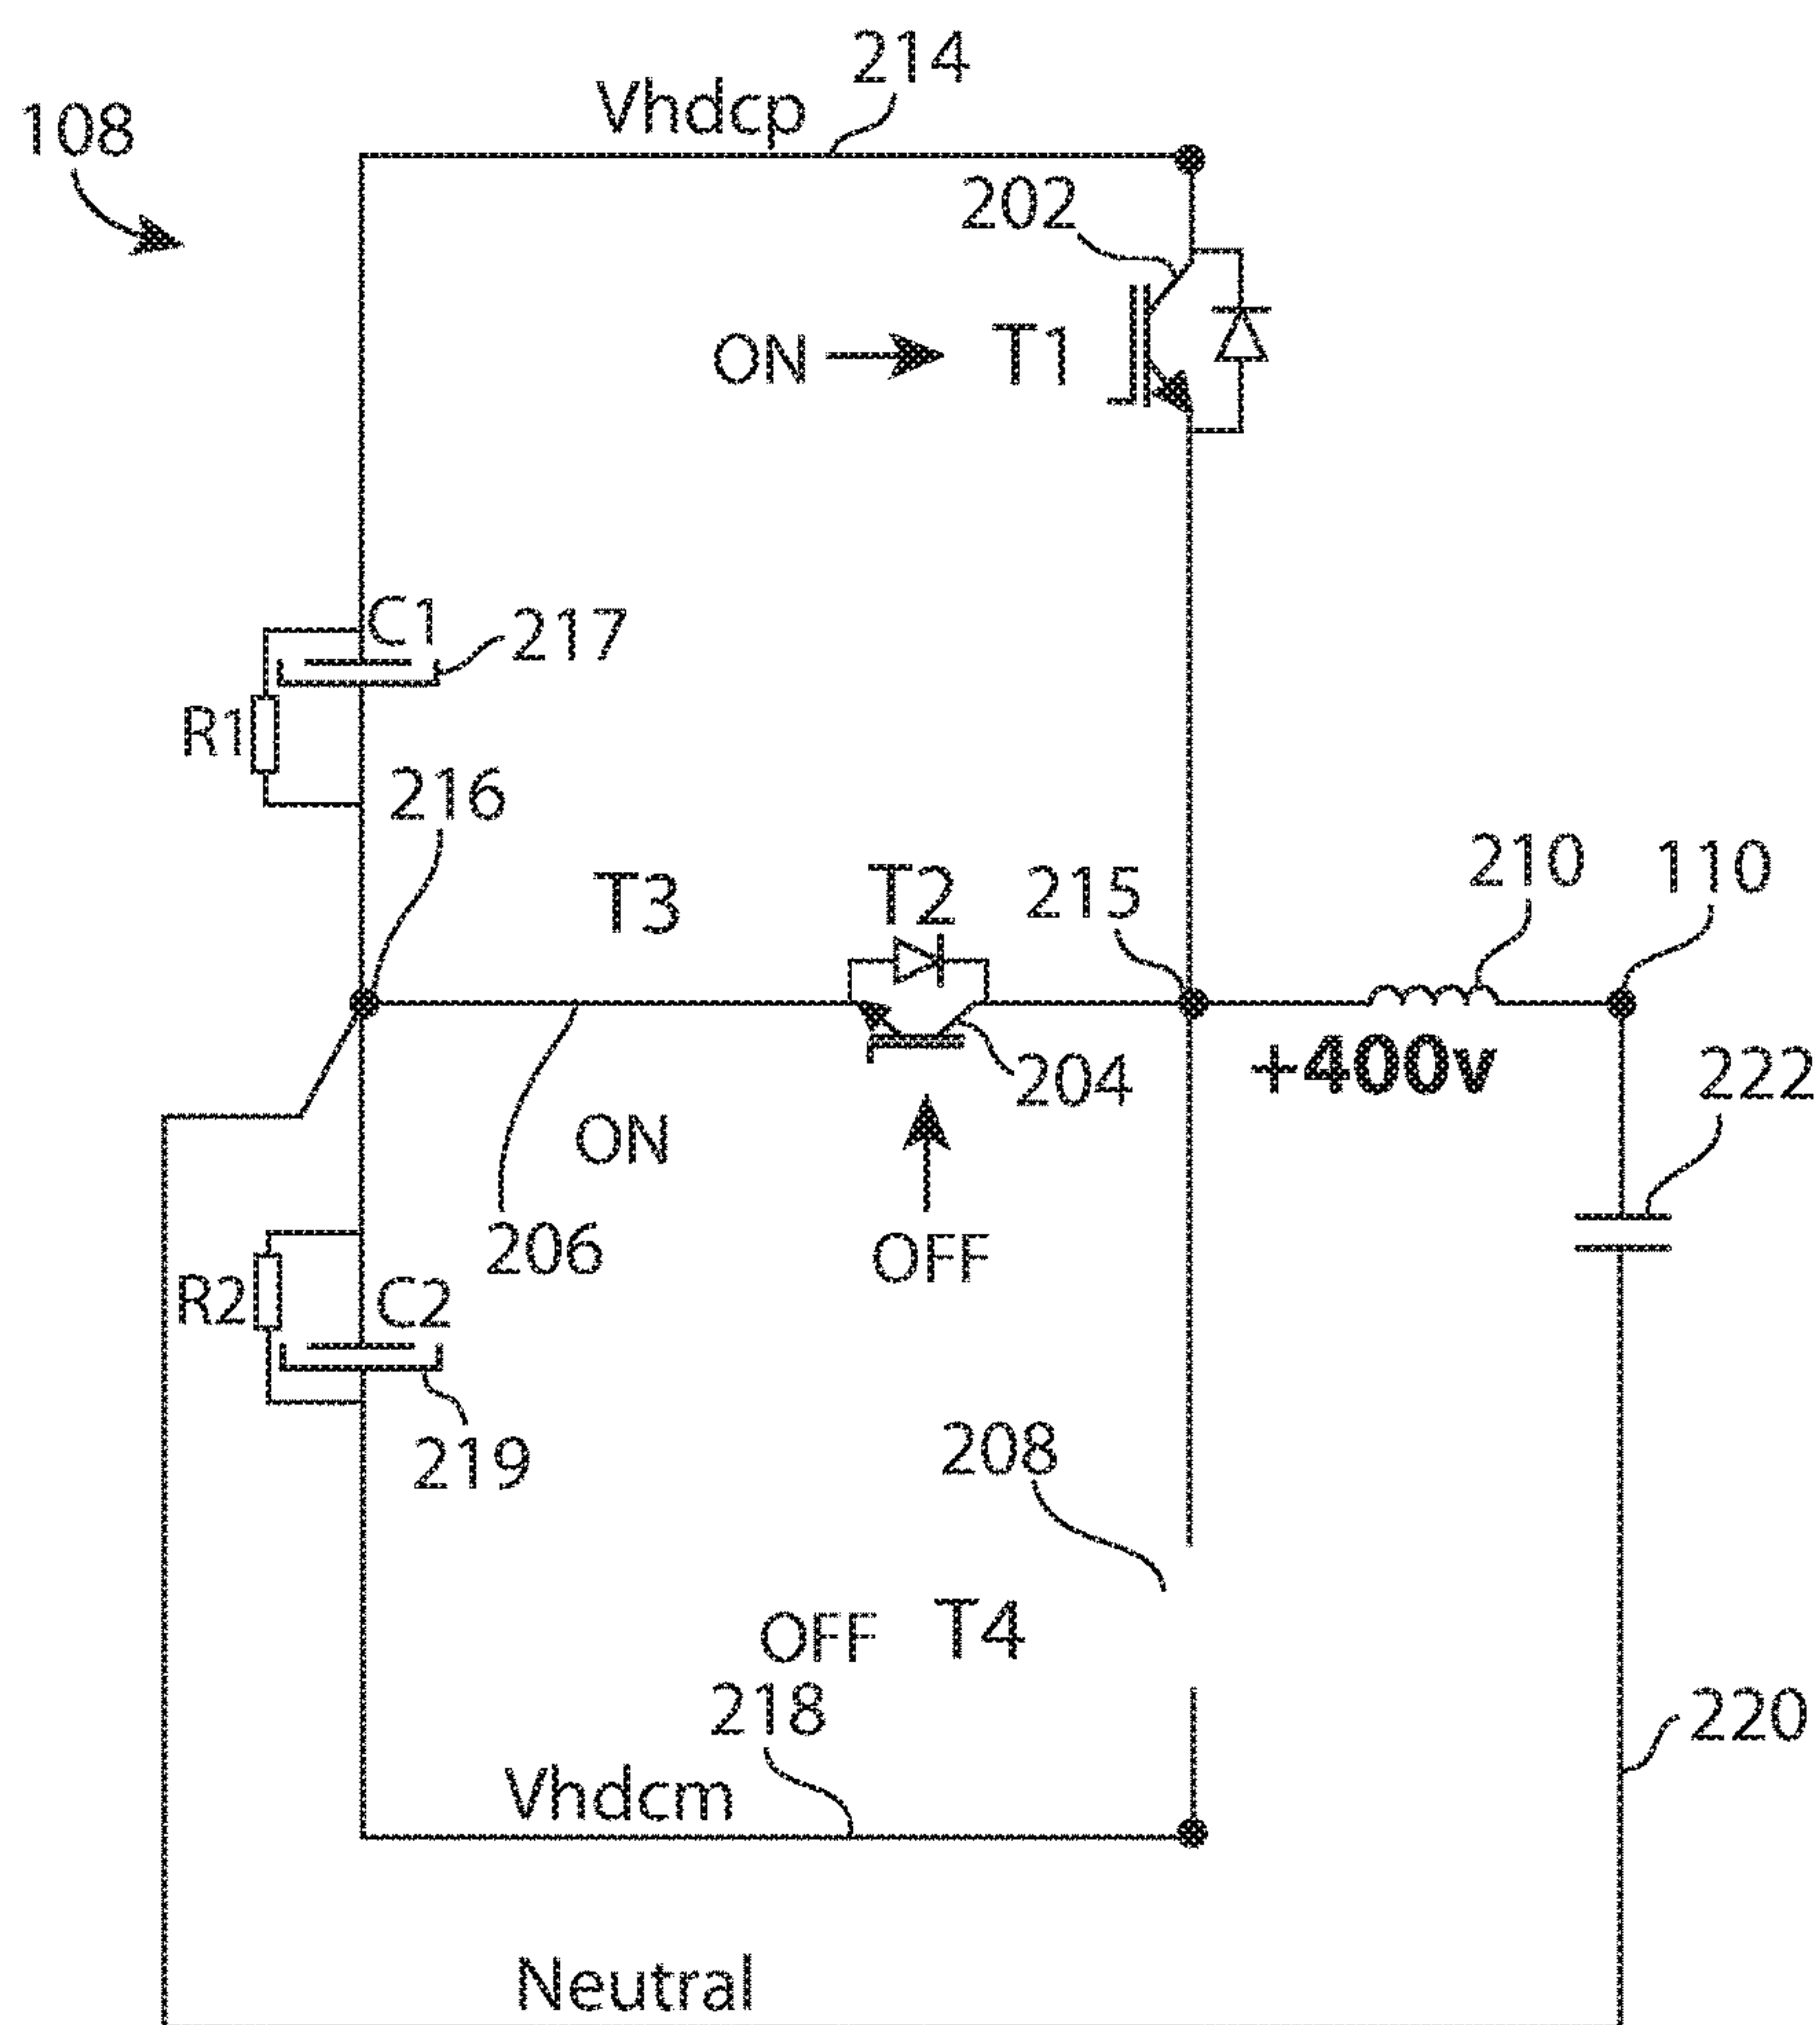 214
Vhdcp
108
202
ON T1
C1
217
R1
216
T3 T2 215 210 110
+400v
204 222
ON
206 OFF
R2 C2
219
208
OFF T4
218
220
Vhdcm
Neutral